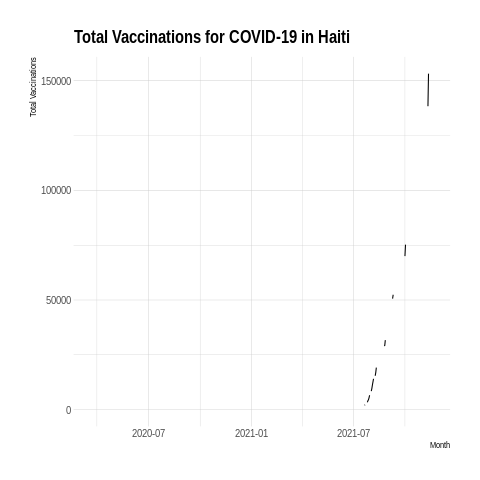 Total Vaccinations for COVID-19 in Haiti
Total Vaccinations
150000
100000
50000
0
2020-07
2021-01
2021-07
Month